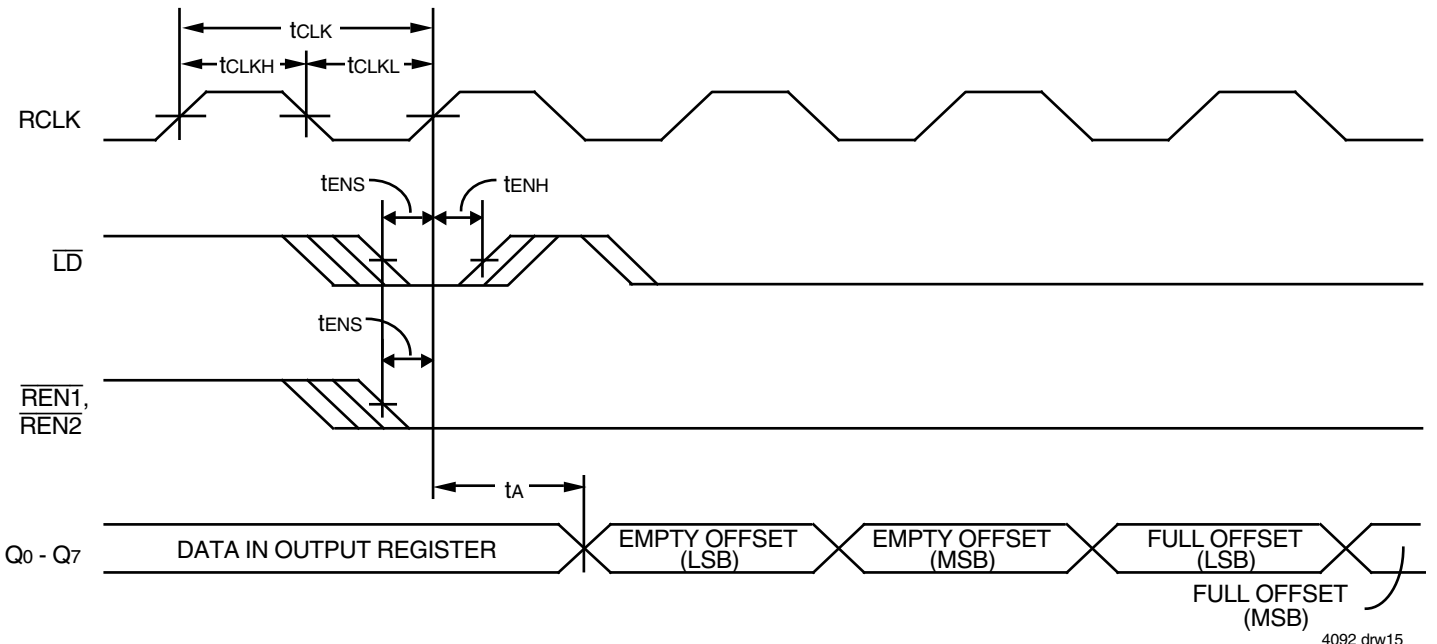 tCLK
tCLKH
tCLKL
RCLK
tENS
tENH
LD
tENS
REN1,
REN2
tA
Q0 - Q7
DATA IN OUTPUT REGISTER
EMPTY OFFSET
(LSB)
EMPTY OFFSET
(MSB)
FULL OFFSET
(LSB)
FULL OFFSET
(MSB)
4092 drw15